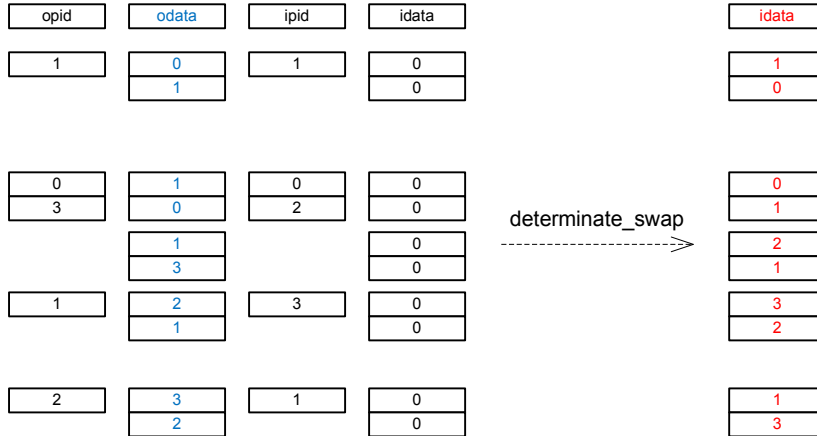 opid odata ipid idata idata
1 0 1 0 1
1 0 0
0 1 0 0 0
3 0 2 0 1
determinate_swap
1 0 2
3 0 1
1 2 3 0 3
1 0 2
2 3 1 0 1
2 0 3